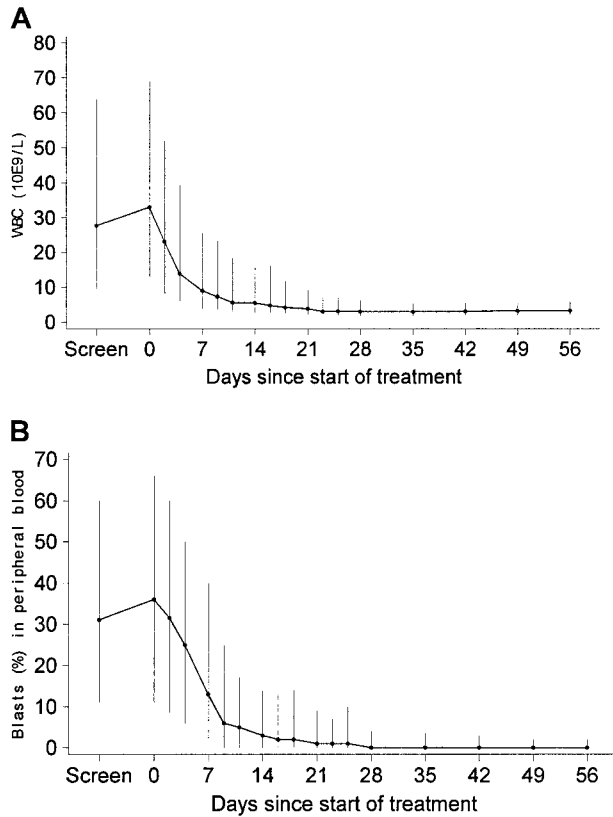 A
80
70
60
50
40
30
20
10
0
WBC (10E9/L)
Screen 0 7 14 21 28 35 42 49 56
Days since start of treatment
B
70
60
50
40
30
20
10
0
Blasts (%) in peripheral blood
Screen 0 7 14 21 28 35 42 49 56
Days since start of treatment